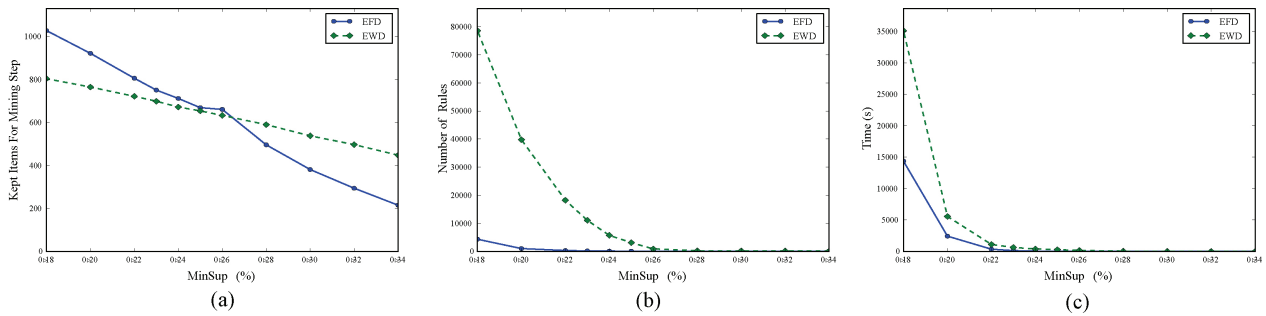 EFD
EWD
1000
800
600
400
200
0
Kept Items For Mining Step
0.18 0.20 0.22 0.24 0.26 0.28 0.30 0.32 0.34
MinSup (%)
(a)
EFD
EWD
80000
70000
60000
50000
40000
30000
20000
10000
0
Number of Rules
0.18 0.20 0.22 0.24 0.26 0.28 0.30 0.32 0.34
MinSup (%)
(b)
EFD
EWD
35000
30000
25000
20000
15000
10000
5000
0
Time (s)
0.18 0.20 0.22 0.24 0.26 0.28 0.30 0.32 0.34
MinSup (%)
(c)